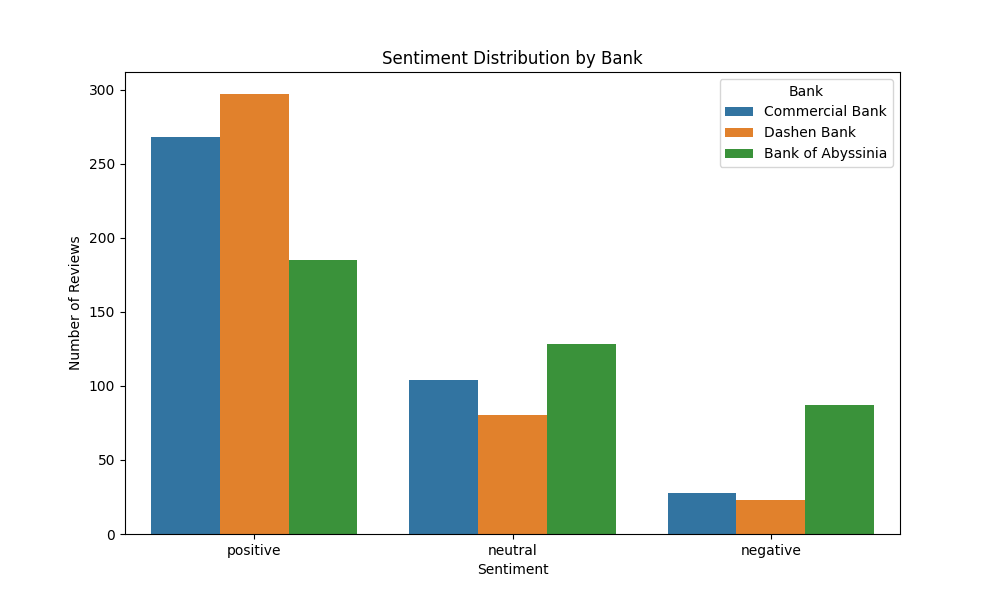 Sentiment Distribution by Bank
Bank
Commercial Bank
Dashen Bank
Bank of Abyssinia
Number of Reviews
300
250
200
150
100
50
0
positive neutral negative
Sentiment